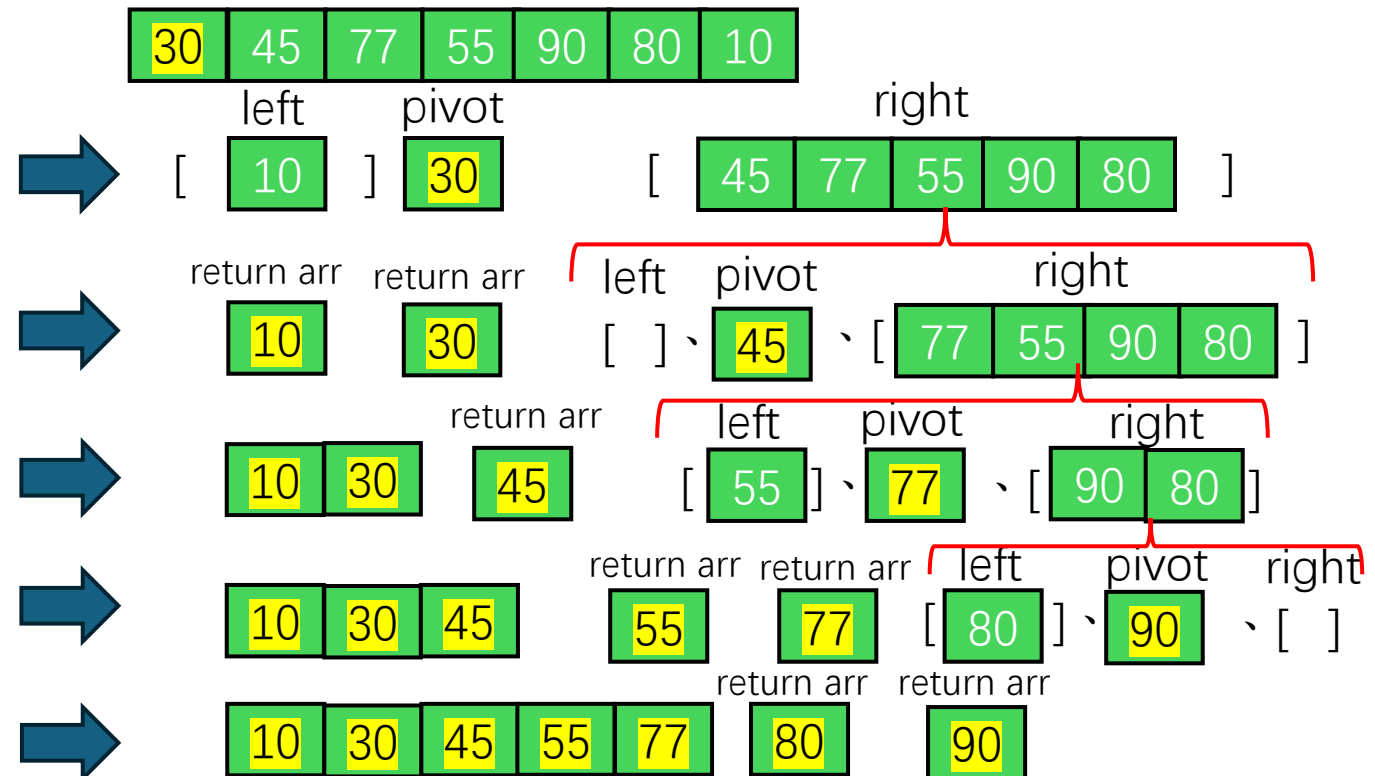 30 45 77 55 90 80 10
left pivot right
[ 10 ] 30 [ 45 77 55 90 80 ]
return arr return arr left pivot right
10 30 [ ]、 45 、[ 77 55 90 80 ]
return arr left pivot right
10 30 45 [ 55 ]、 77 、[ 90 80 ]
return arr return arr left pivot right
10 30 45 55 77 [ 80 ]、 90 、[ ]
return arr return arr
10 30 45 55 77 80 90